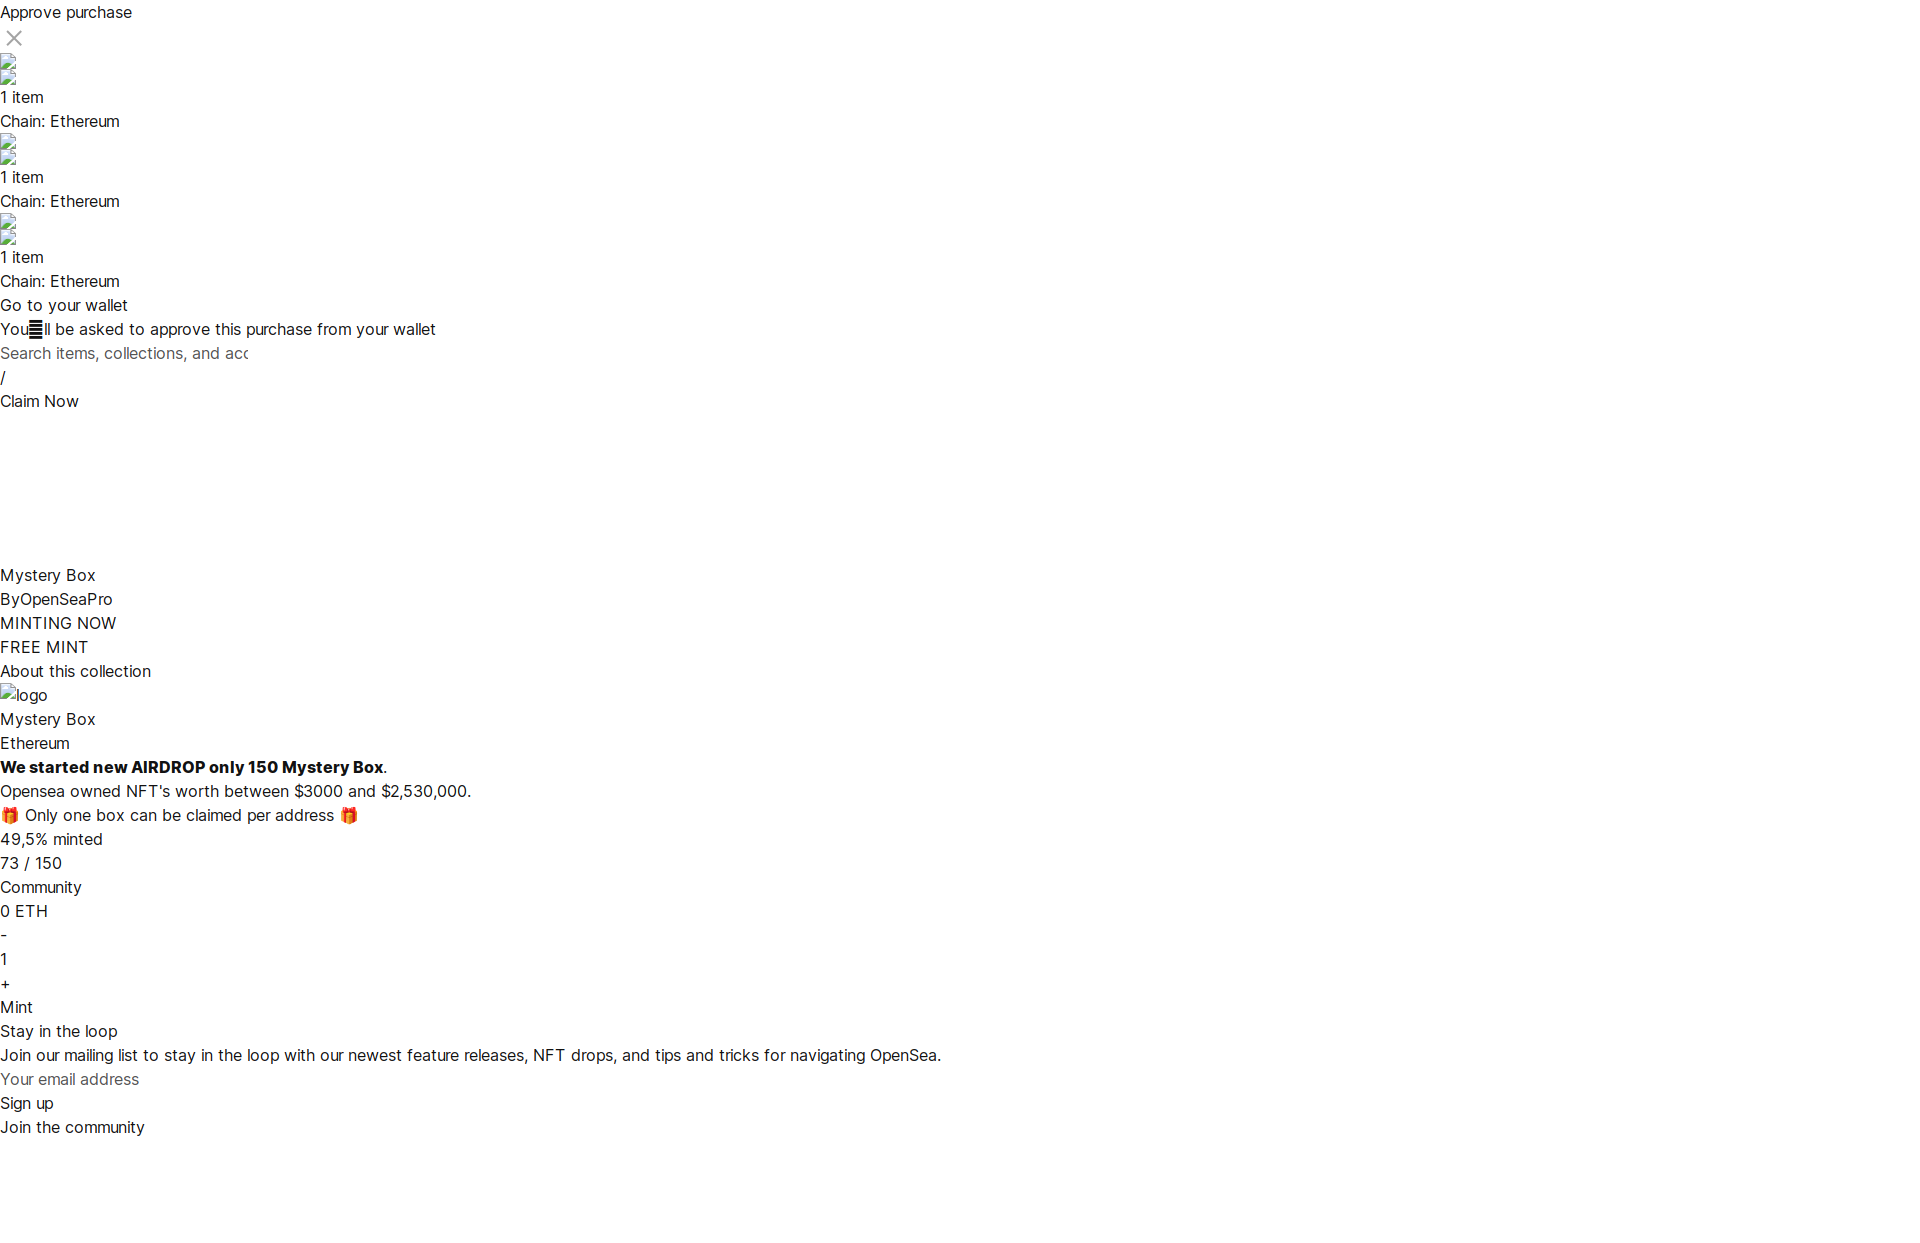 Approve purchase
1 item
Chain: Ethereum
1 item
Chain: Ethereum
1 item
Chain: Ethereum
Go to your wallet
You ll be asked to approve this purchase from your wallet
Search items, collections, and acc
/
Claim Now
Mystery Box
ByOpenSeaPro
MINTING NOW
FREE MINT
About this collection
logo
Mystery Box
Ethereum
We started new AIRDROP only 150 Mystery Box.
Opensea owned NFT's worth between $3000 and $2,530,000.
🎁 Only one box can be claimed per address 🎁
49,5% minted
73 / 150
Community
0 ETH
-
1
+
Mint
Stay in the loop
Join our mailing list to stay in the loop with our newest feature releases, NFT drops, and tips and tricks for navigating OpenSea.
Your email address
Sign up
Join the community